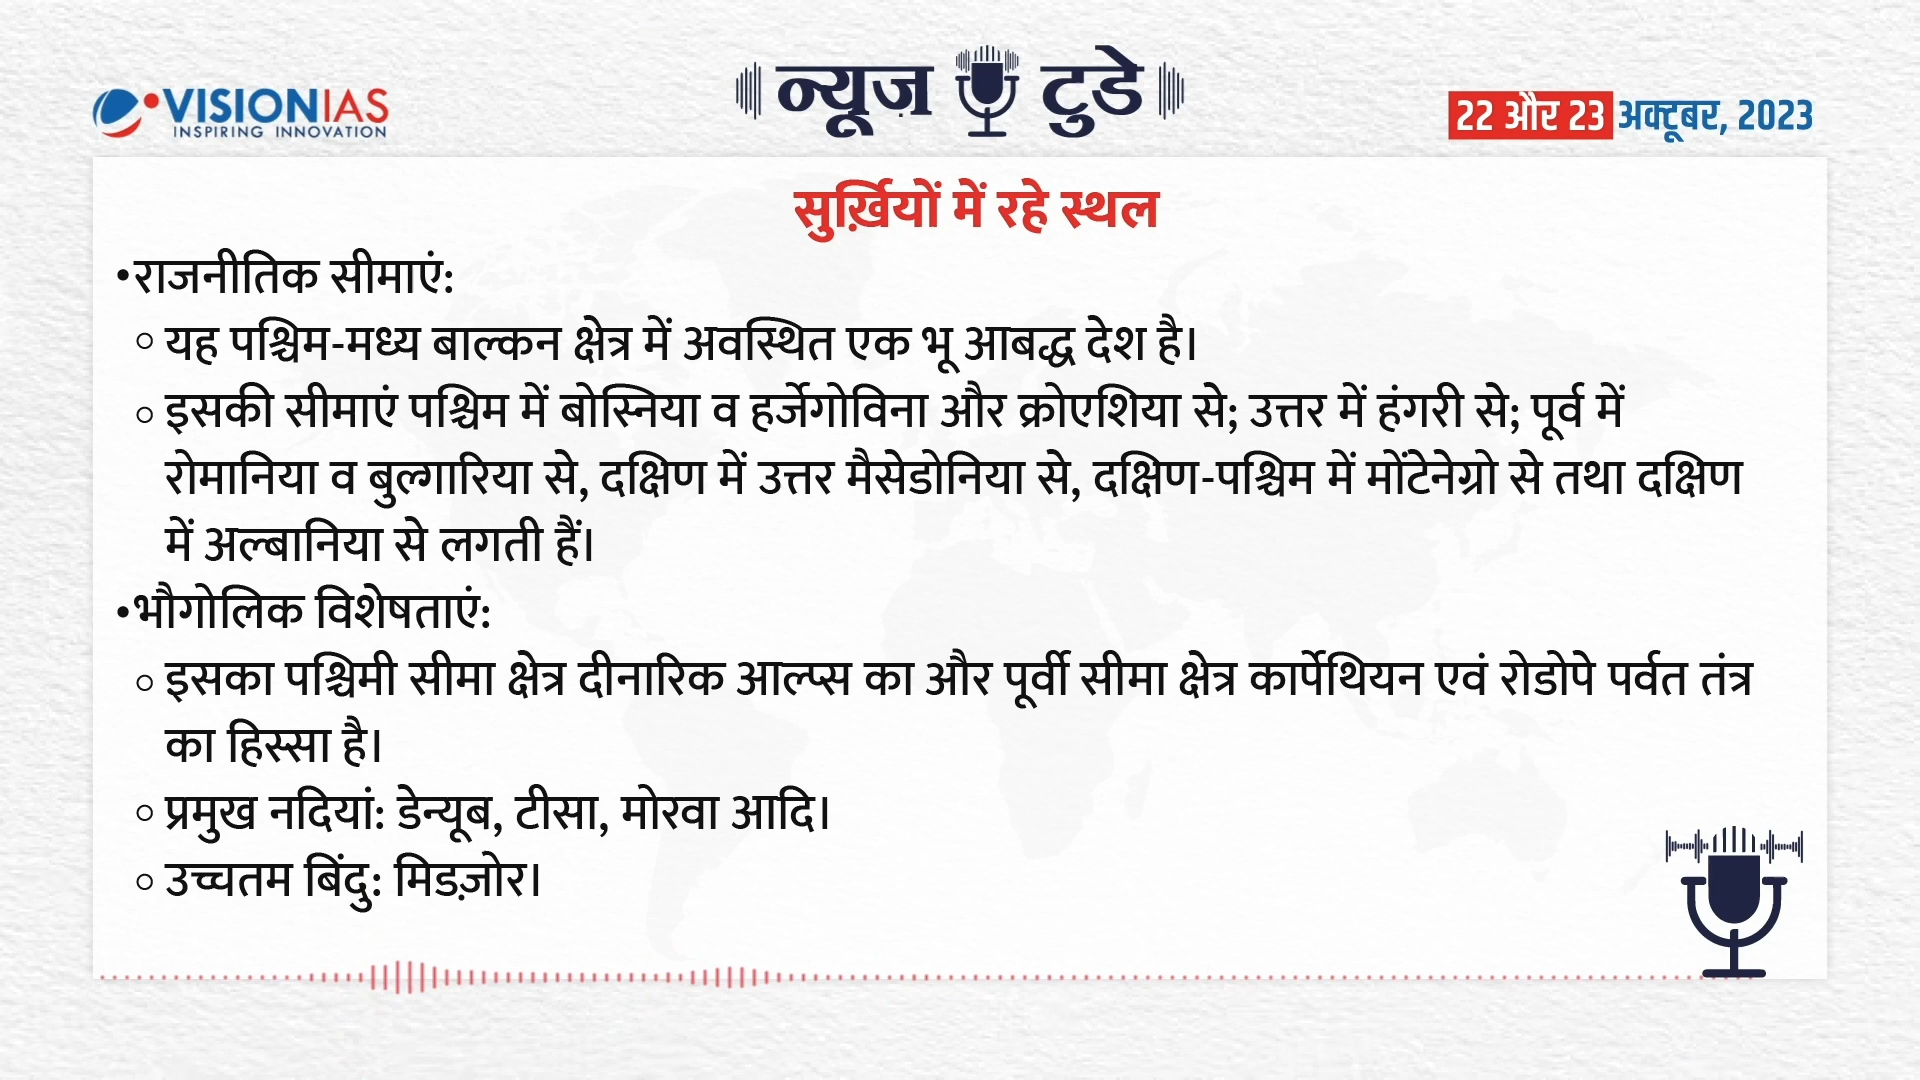 VISIONIAS
INSPIRING INNOVATION
न्यूज़ टुडे
22 और 23 अक्टूबर, 2023
सुर्ख़ियों में रहे स्थल
•राजनीतिक सीमाएं:
○ यह पश्चिम-मध्य बाल्कन क्षेत्र में अवस्थित एक भू आबद्ध देश है।
○ इसकी सीमाएं पश्चिम में बोस्निया व हर्जेगोविना और क्रोएशिया से; उत्तर में हंगरी से; पूर्व में
रोमानिया व बुल्गारिया से, दक्षिण में उत्तर मैसेडोनिया से, दक्षिण-पश्चिम में मोंटेनेग्रो से तथा दक्षिण
में अल्बानिया से लगती हैं।
•भौगोलिक विशेषताएं:
○ इसका पश्चिमी सीमा क्षेत्र दीनारिक आल्प्स का और पूर्वी सीमा क्षेत्र कार्पेथियन एवं रोडोपे पर्वत तंत्र
का हिस्सा है।
○ प्रमुख नदियां: डेन्यूब, टीसा, मोरवा आदि।
○ उच्चतम बिंदु: मिडज़ोर।